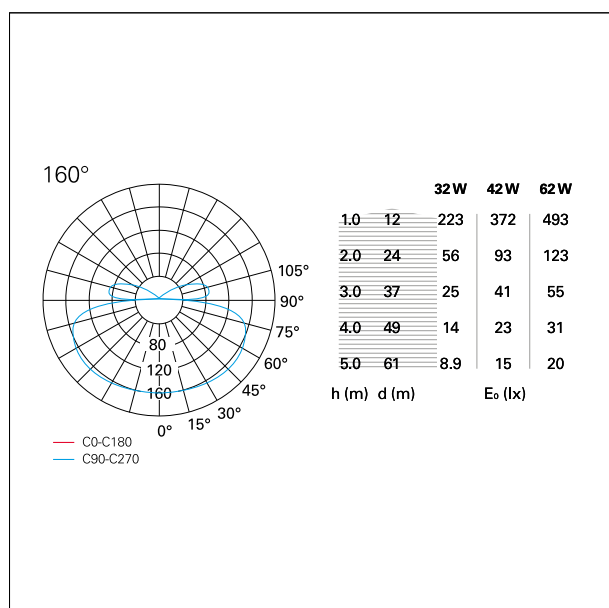 160°
105°
90°
75°
60°
45°
30°
15°
0°
80
120
160
C0-C180
C90-C270
32 W 42 W 62 W
1.0 12 223 372 493
2.0 24 56 93 123
3.0 37 25 41 55
4.0 49 14 23 31
5.0 61 8.9 15 20
h (m) d (m) E₀ (lx)